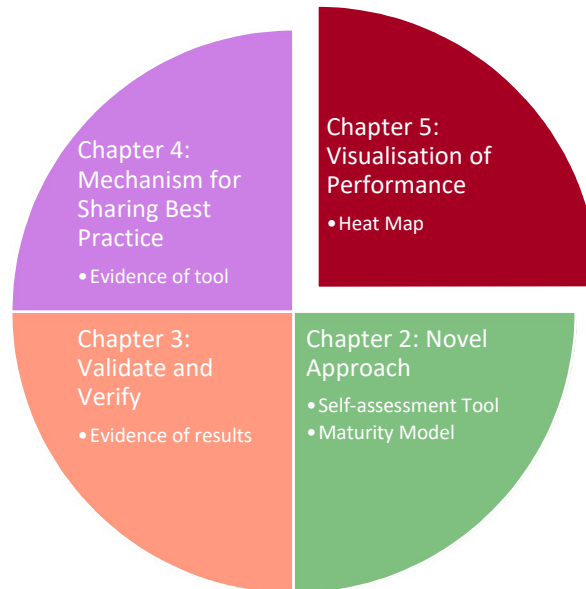 Chapter 4:
Mechanism for
Sharing Best
Practice
•Evidence of tool
Chapter 5:
Visualisation of
Performance
•Heat Map
Chapter 3:
Validate and
Verify
•Evidence of results
Chapter 2: Novel
Approach
•Self-assessment Tool
•Maturity Model